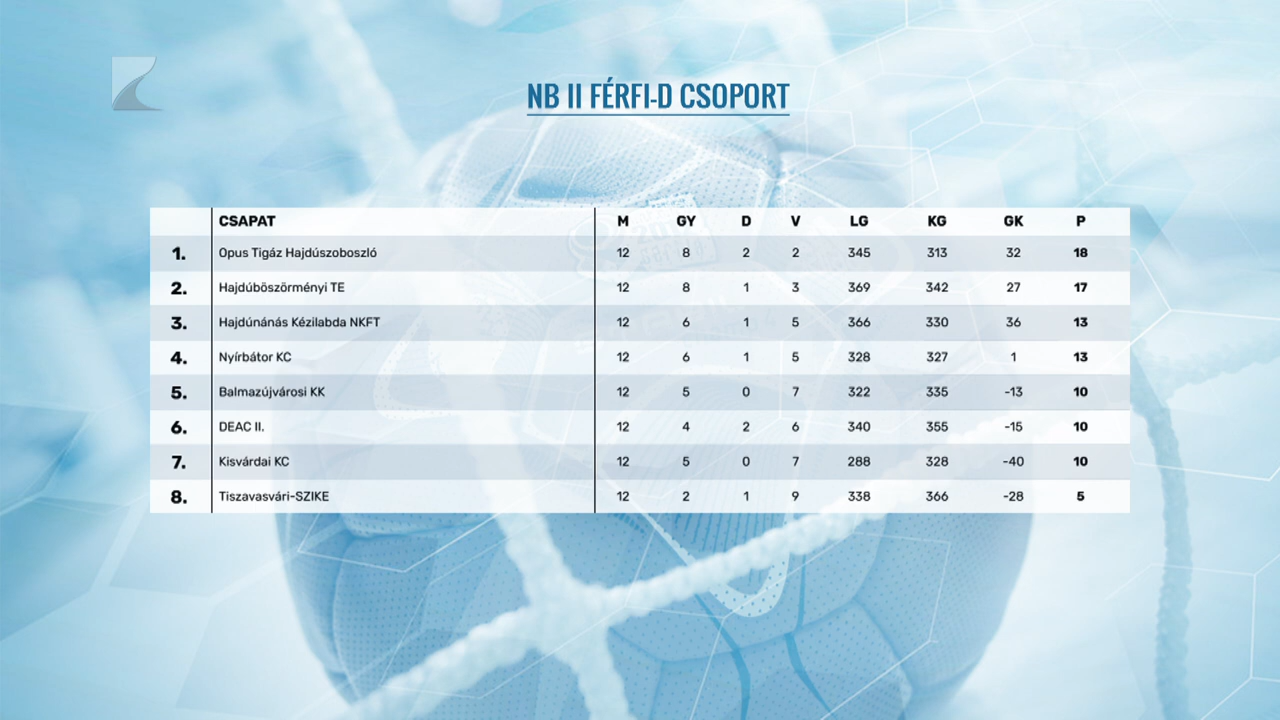 NB II FÉRFI-D CSOPORT
CSAPAT M GY D V LG KG GK P
1. Opus Tigáz Hajdúszoboszló 12 8 2 2 345 313 32 18
2. Hajdúböszörményi TE 12 8 1 3 369 342 27 17
3. Hajdúnánás Kézilabda NKFT 12 6 1 5 366 330 36 13
4. Nyírbátor KC 12 6 1 5 328 327 1 13
5. Balmazújvárosi KK 12 5 0 7 322 335 -13 10
6. DEAC II. 12 4 2 6 340 355 -15 10
7. Kisvárdai KC 12 5 0 7 288 328 -40 10
8. Tiszavasvári-SZIKE 12 2 1 9 338 366 -28 5